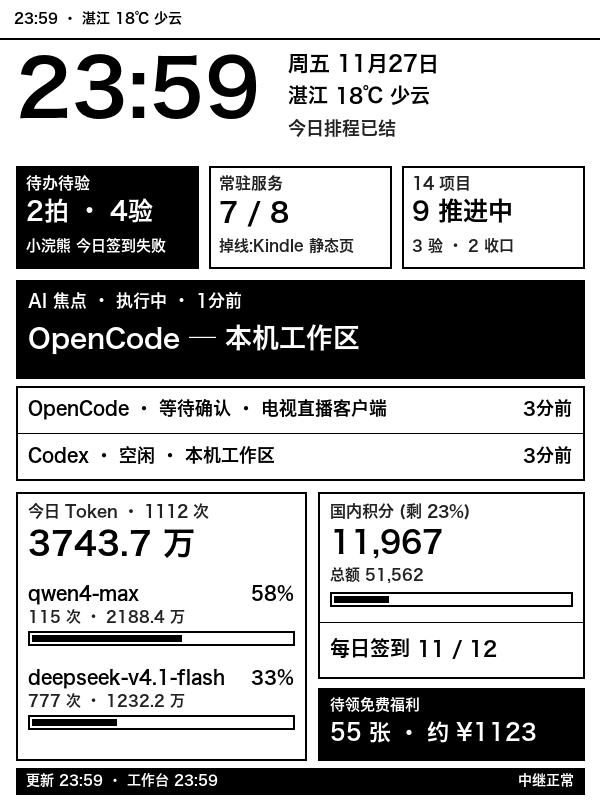 23:59 · 湛江 18℃ 少云
23:59
周五 11月27日
湛江 18℃ 少云
今日排程已结
待办待验
2拍 · 4验
小浣熊 今日签到失败
常驻服务
7 / 8
掉线:Kindle 静态页
14 项目
9 推进中
3 验 · 2 收口
AI 焦点 · 执行中 · 1分前
OpenCode — 本机工作区
OpenCode · 等待确认 · 电视直播客户端 3分前
Codex · 空闲 · 本机工作区 3分前
今日 Token · 1112 次
3743.7 万
qwen4-max 58%
115 次 · 2188.4 万
deepseek-v4.1-flash 33%
777 次 · 1232.2 万
国内积分 (剩 23%)
11,967
总额 51,562
每日签到 11 / 12
待领免费福利
55 张 · 约 ¥1123
更新 23:59 · 工作台 23:59 中继正常